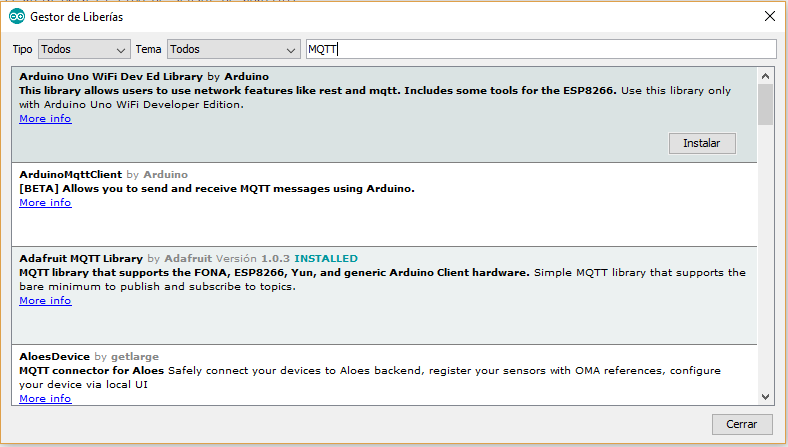 Gestor de Liberías
Tipo Todos Tema Todos MQTT
Arduino Uno WiFi Dev Ed Library by Arduino
This library allows users to use network features like rest and mqtt. Includes some tools for the ESP8266. Use this library only
with Arduino Uno WiFi Developer Edition.
More info
Instalar
ArduinoMqttClient by Arduino
[BETA] Allows you to send and receive MQTT messages using Arduino.
More info
Adafruit MQTT Library by Adafruit Versión 1.0.3 INSTALLED
MQTT library that supports the FONA, ESP8266, Yun, and generic Arduino Client hardware. Simple MQTT library that supports the
bare minimum to publish and subscribe to topics.
More info
AloesDevice by getlarge
MQTT connector for Aloes Safely connect your devices to Aloes backend, register your sensors with OMA references, configure
your device via local UI
More info
Cerrar